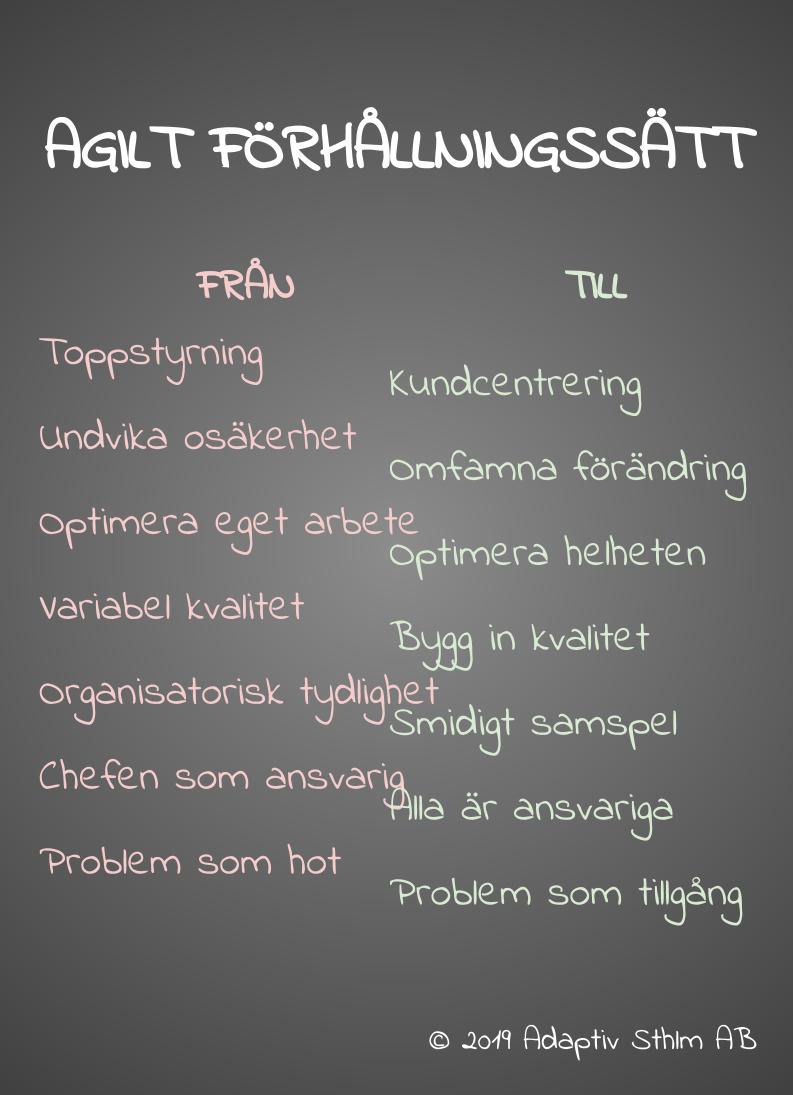 AGILT FÖRHÅLLNINGSSÄTT
FRÅN
Toppstyrning
Undvika osäkerhet
Optimera eget arbete
Variabel kvalitet
Organisatorisk tydlighet
Chefen som ansvarig
Problem som hot
TILL
Kundcentrering
Omfamna förändring
Optimera helheten
Bygg in kvalitet
Smidigt samspel
Alla är ansvariga
Problem som tillgång
© 2019 Adaptiv Sthlm AB